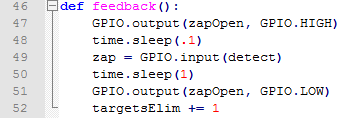 46 def feedback():
47 GPIO.output(zapOpen, GPIO.HIGH)
48 time.sleep(.1)
49 zap = GPIO.input(detect)
50 time.sleep(1)
51 GPIO.output(zapOpen, GPIO.LOW)
52 targetsElim += 1